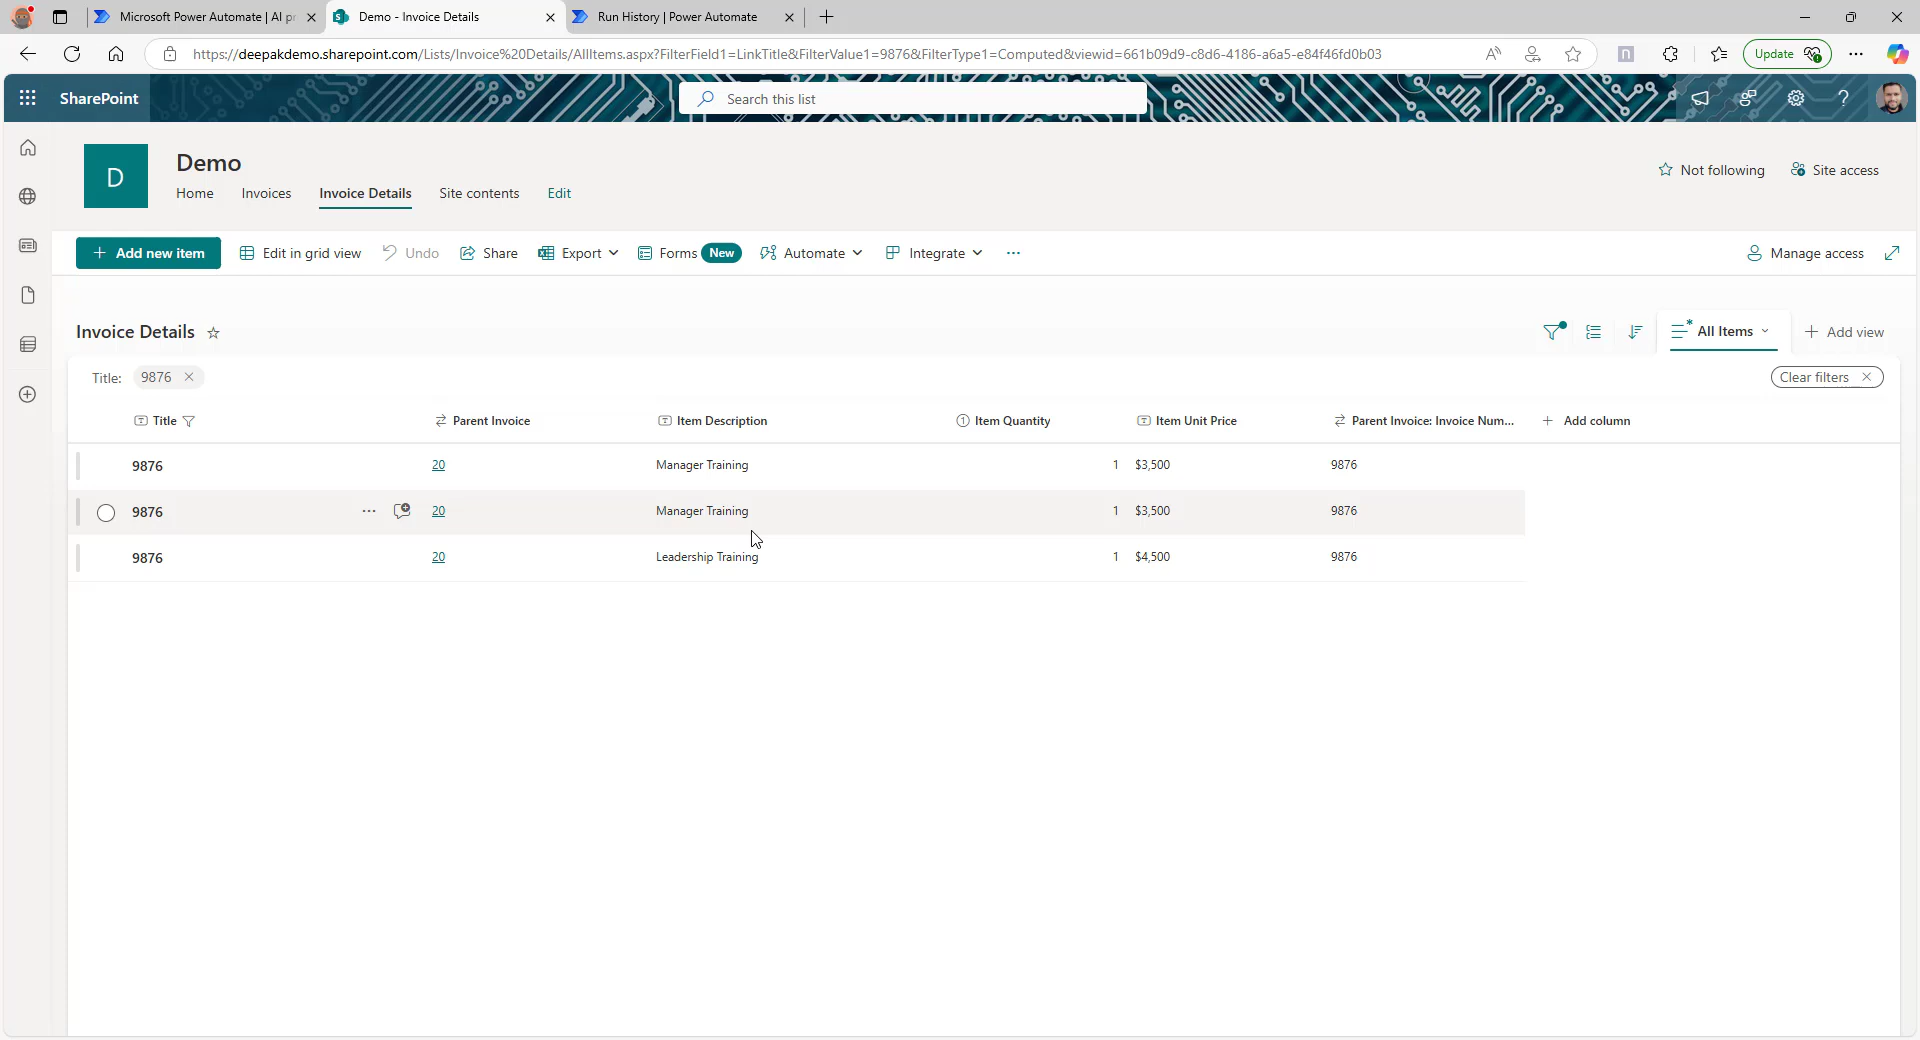 Microsoft Power Automate | AI pr
Demo - Invoice Details
Run History | Power Automate
https://deepakdemo.sharepoint.com/Lists/Invoice%20Details/AllItems.aspx?FilterField1=LinkTitle&FilterValue1=9876&FilterType1=Computed&viewid=661b09d9-c8d6-4186-a6a5-e84f46fd0b03
Update
SharePoint
Search this list
D
Demo
Home
Invoices
Invoice Details
Site contents
Edit
Not following
Site access
Add new item
Edit in grid view
Undo
Share
Export
Forms
New
Automate
Integrate
Manage access
Invoice Details
All Items
Add view
Title:
9876
Clear filters
Title
Parent Invoice
Item Description
Item Quantity
Item Unit Price
Parent Invoice: Invoice Num...
Add column
9876 20 Manager Training 1 $3,500 9876
9876 20 Manager Training 1 $3,500 9876
9876 20 Leadership Training 1 $4,500 9876